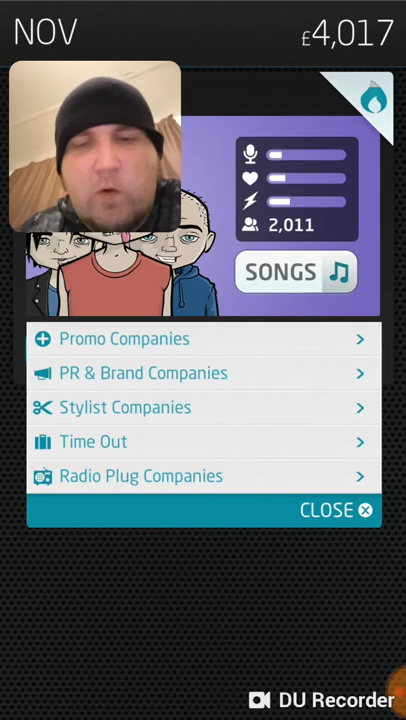 NOV
£4,017
2,011
SONGS
Promo Companies
PR & Brand Companies
Stylist Companies
Time Out
Radio Plug Companies
CLOSE
DU Recorder